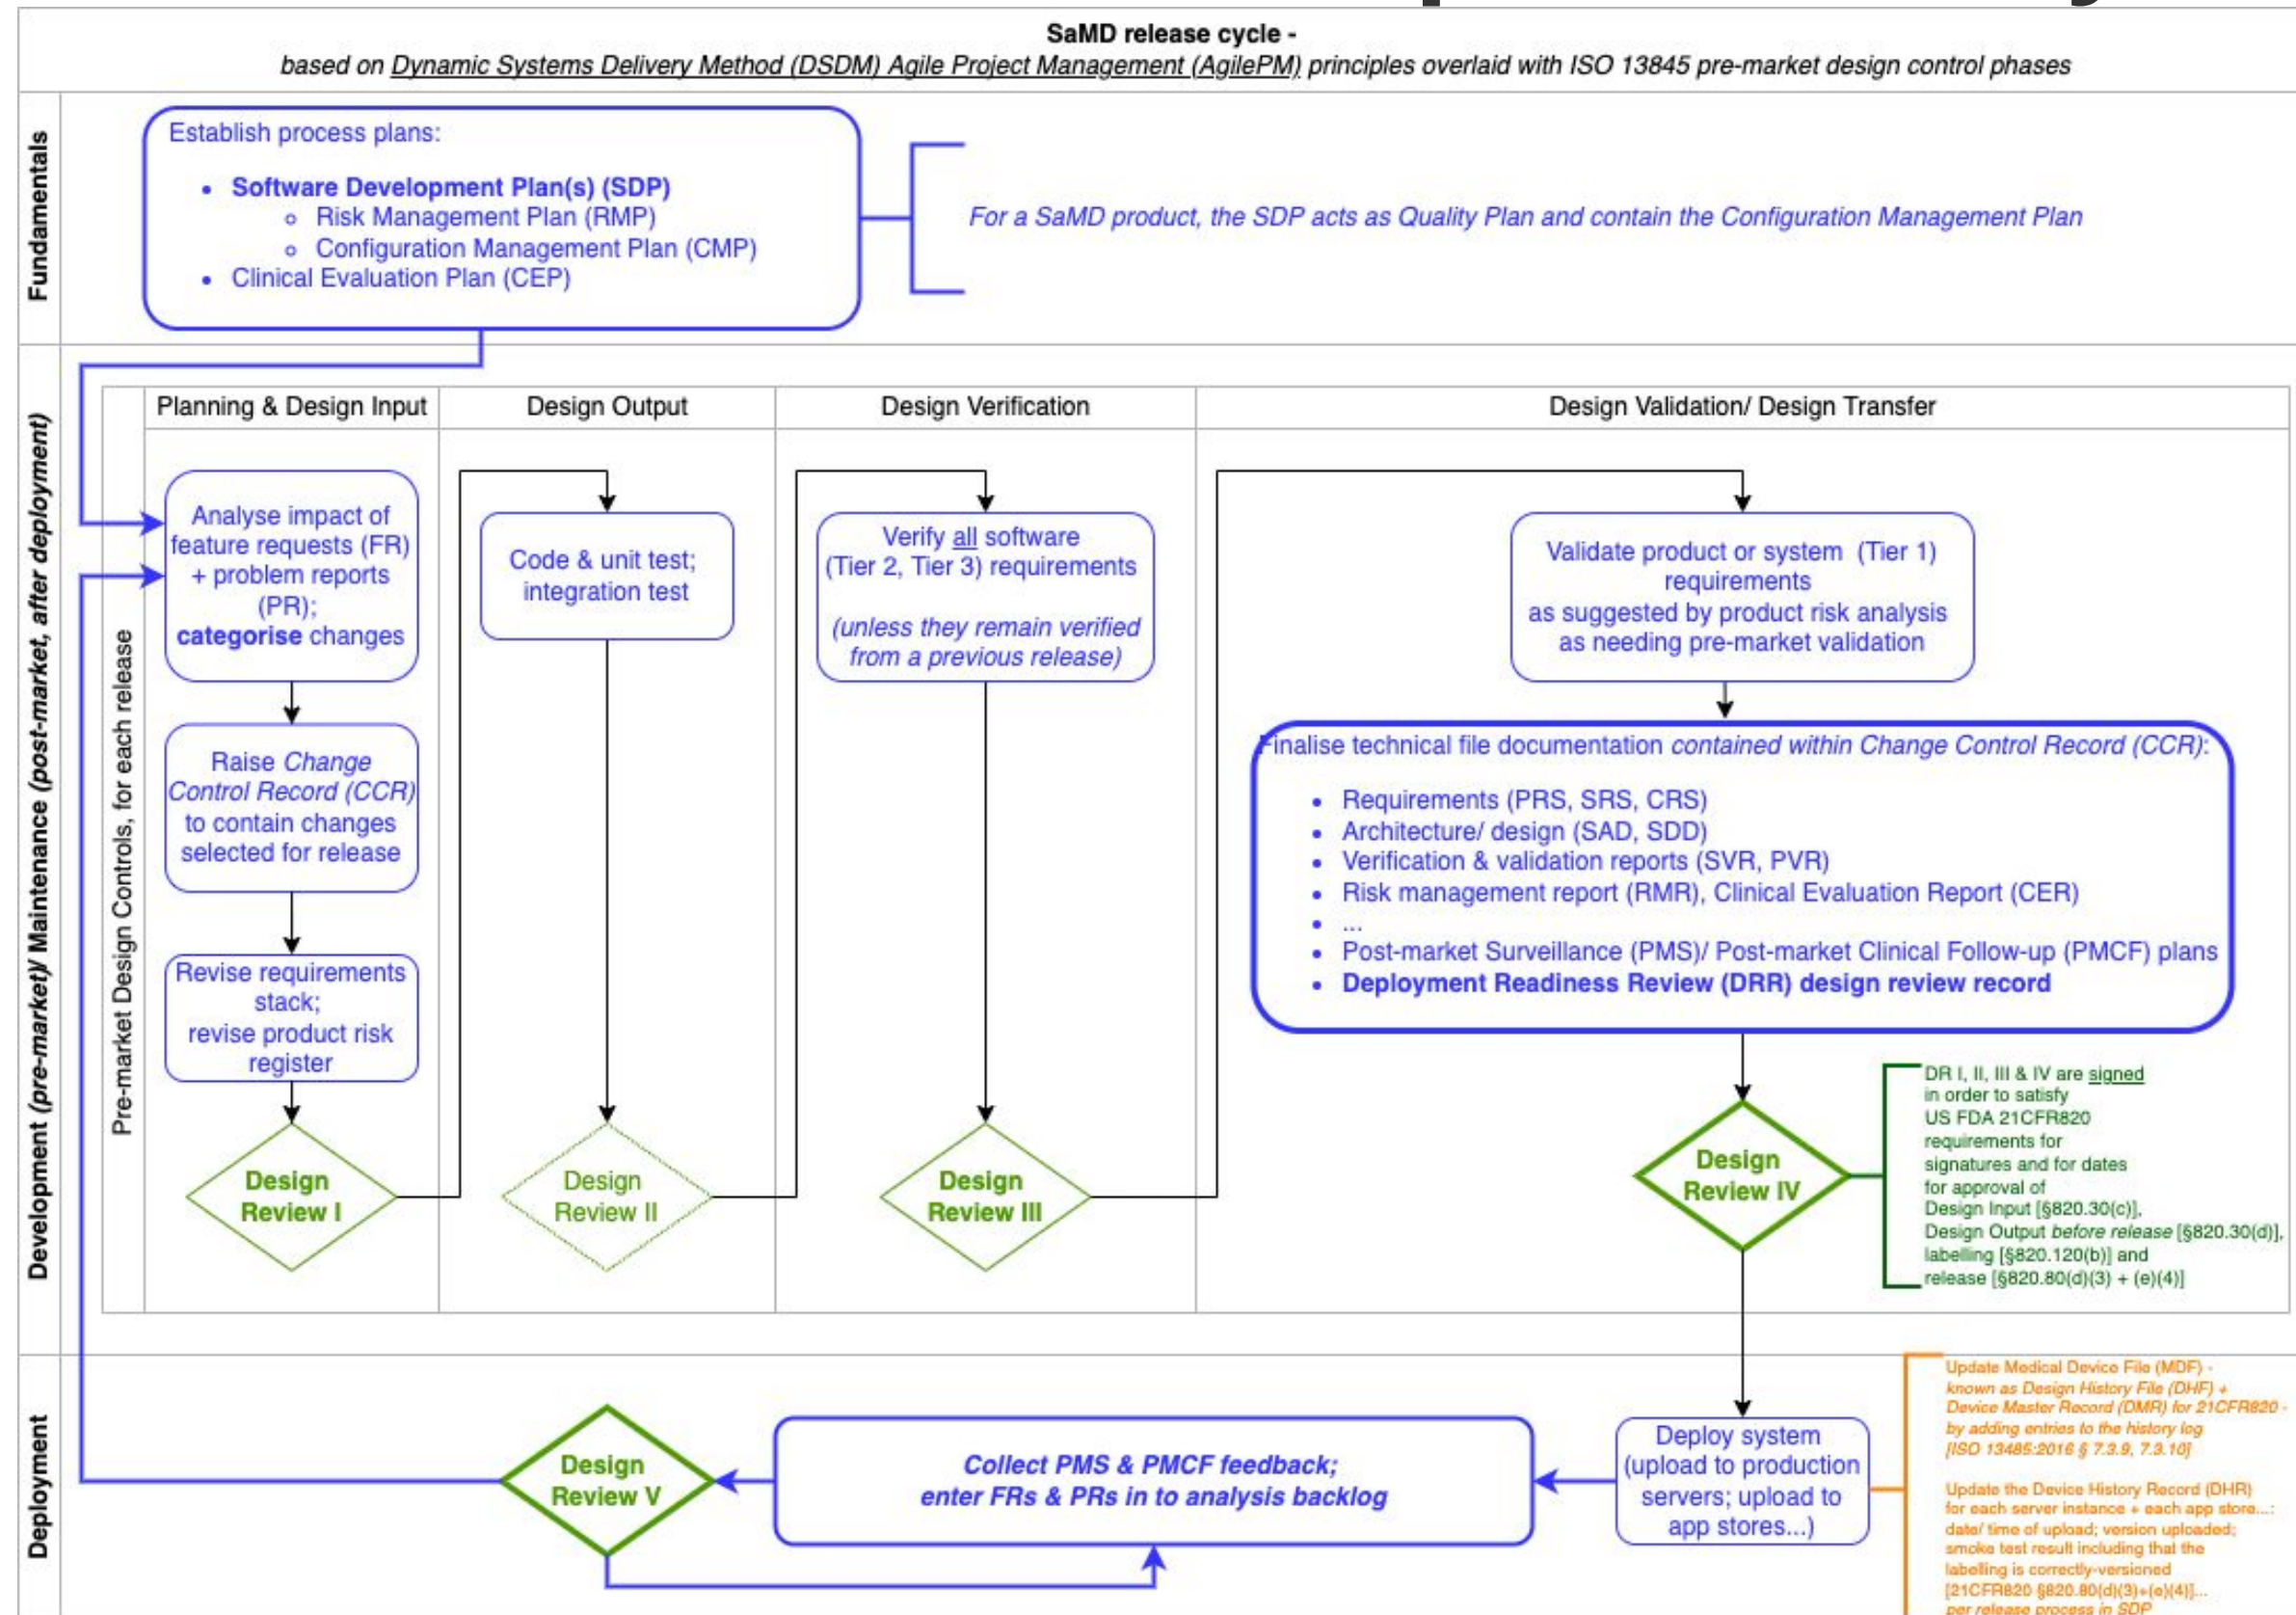 SaMD release cycle -
based on Dynamic Systems Delivery Method (DSDM) Agile Project Management (AgilePM) principles overlaid with ISO 13845 pre-market design control phases
Fundamentals
Establish process plans:
• Software Development Plan(s) (SDP)
○ Risk Management Plan (RMP)
○ Configuration Management Plan (CMP)
• Clinical Evaluation Plan (CEP)
For a SaMD product, the SDP acts as Quality Plan and contain the Configuration Management Plan
Development (pre-market)/ Maintenance (post-market, after deployment)
Pre-market Design Controls, for each release
Planning & Design Input
Analyse impact of
feature requests (FR)
+ problem reports
(PR);
categorise changes
Raise Change
Control Record (CCR)
to contain changes
selected for release
Revise requirements
stack;
revise product risk
register
Design
Review I
Design Output
Code & unit test;
integration test
Design
Review II
Design Verification
Verify all software
(Tier 2, Tier 3) requirements
(unless they remain verified
from a previous release)
Design
Review III
Design Validation/ Design Transfer
Validate product or system (Tier 1)
requirements
as suggested by product risk analysis
as needing pre-market validation
Finalise technical file documentation contained within Change Control Record (CCR):
• Requirements (PRS, SRS, CRS)
• Architecture/ design (SAD, SDD)
• Verification & validation reports (SVR, PVR)
• Risk management report (RMR), Clinical Evaluation Report (CER)
• ...
• Post-market Surveillance (PMS)/ Post-market Clinical Follow-up (PMCF) plans
• Deployment Readiness Review (DRR) design review record
Design
Review IV
DR I, II, III & IV are signed
in order to satisfy
US FDA 21CFR820
requirements for
signatures and for dates
for approval of
Design Input [§820.30(c)],
Design Output before release [§820.30(d)],
labelling [§820.120(b)] and
release [§820.80(d)(3) + (e)(4)]
Deployment
Design
Review V
Collect PMS & PMCF feedback;
enter FRs & PRs in to analysis backlog
Deploy system
(upload to production
servers; upload to
app stores...)
Update Medical Device File (MDF) -
known as Design History File (DHF) +
Device Master Record (DMR) for 21CFR820 -
by adding entries to the history log
[ISO 13485:2016 § 7.3.9, 7.3.10]
Update the Device History Record (DHR)
for each server instance + each app store...:
date/ time of upload; version uploaded;
smoke test result including that the
labelling is correctly-versioned
[21CFR820 §820.80(d)(3)+(e)(4)]...
per release process in SDP